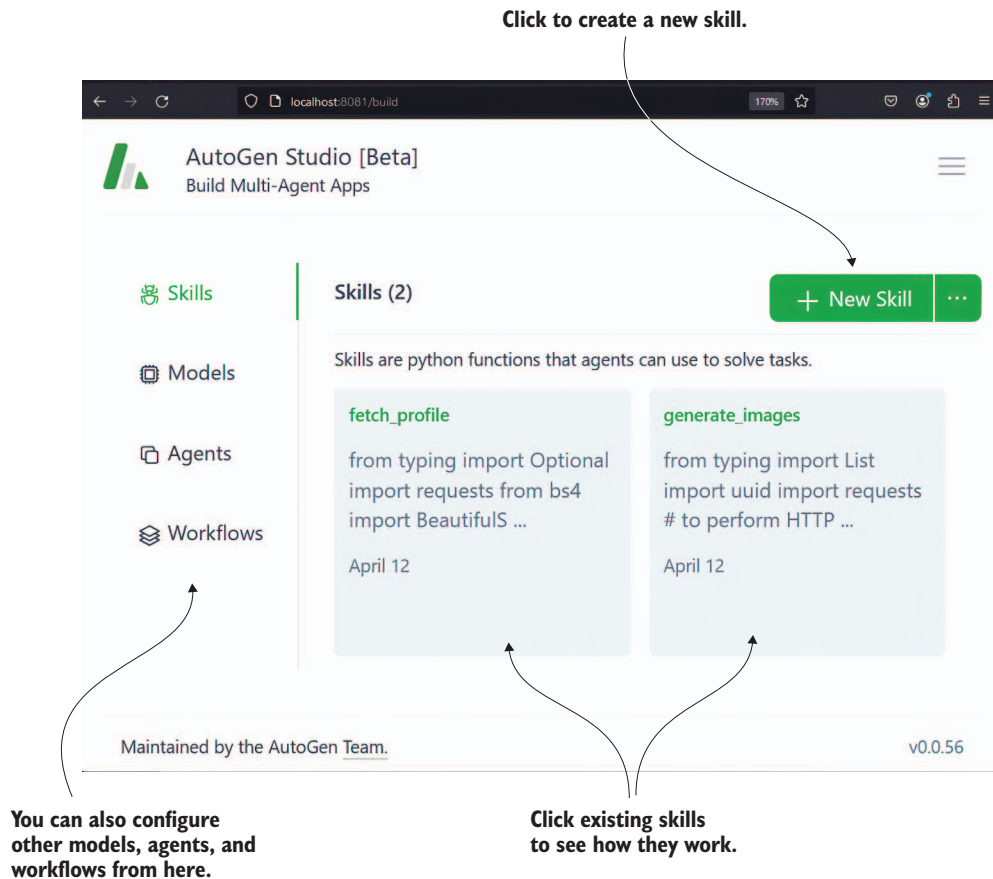 Click to create a new skill.
localhost:8081/build
170%
AutoGen Studio [Beta]
Build Multi-Agent Apps
Skills
Skills (2)
+ New Skill
...
Skills are python functions that agents can use to solve tasks.
Models
fetch_profile
from typing import Optional
import requests from bs4
import BeautifulS ...
April 12
generate_images
from typing import List
import uuid import requests
# to perform HTTP ...
April 12
Agents
Workflows
Maintained by the AutoGen Team.
v0.0.56
You can also configure
other models, agents, and
workflows from here.
Click existing skills
to see how they work.